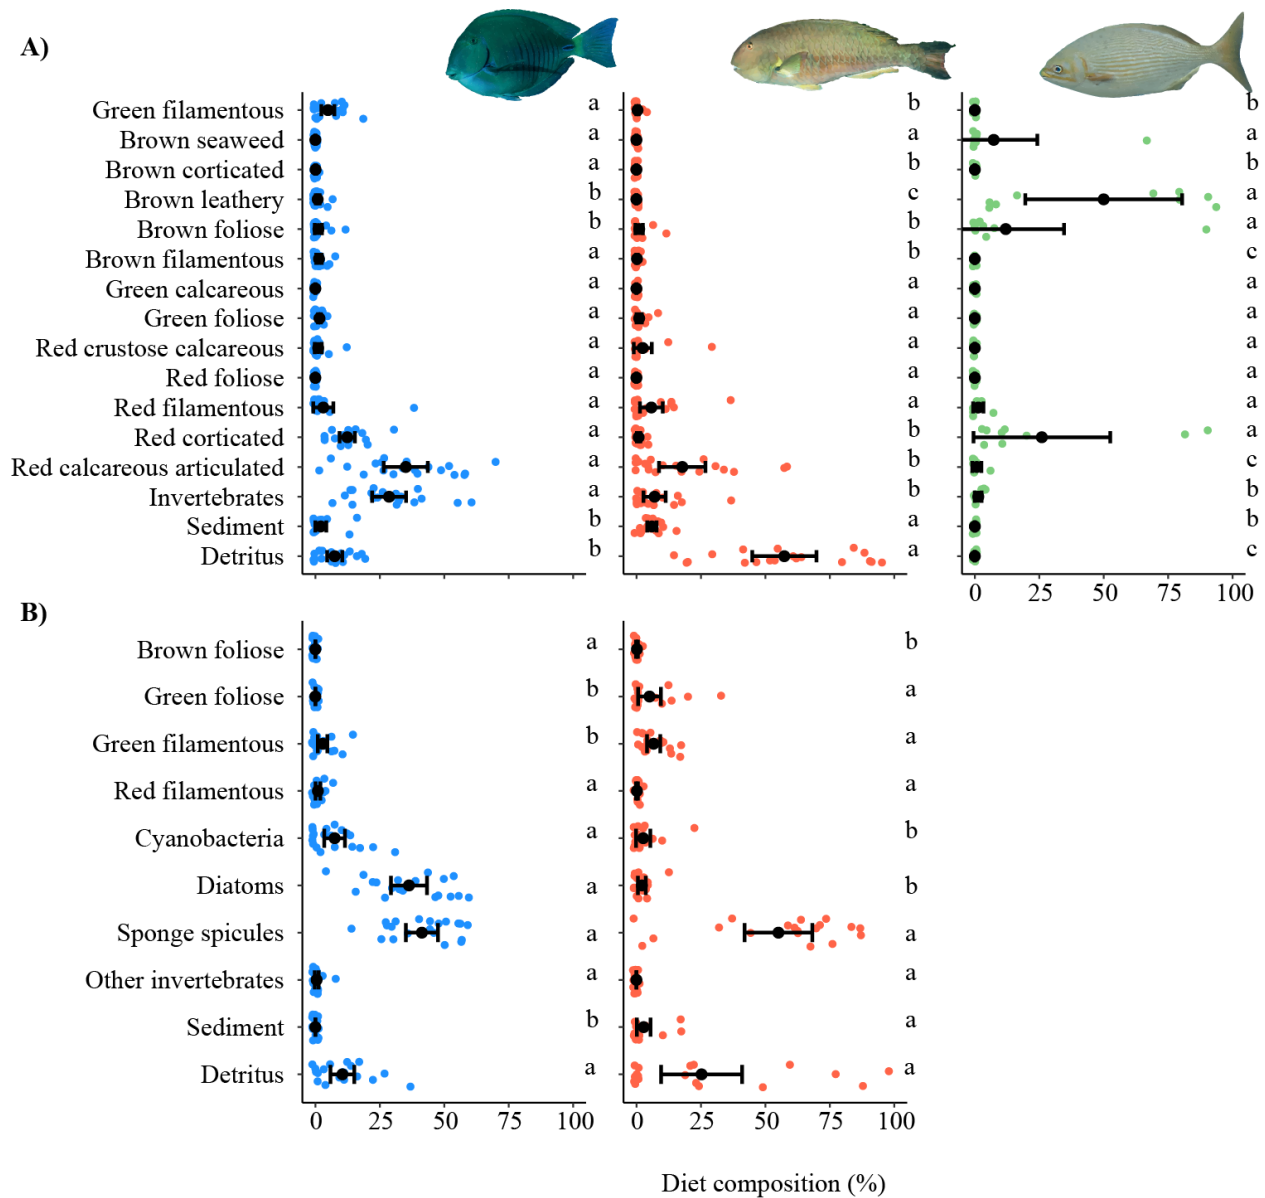 A)
Green filamentous a b b
Brown seaweed a a a
Brown corticated a b b
Brown leathery b c a
Brown foliose b b a
Brown filamentous a b c
Green calcareous a a a
Green foliose a a a
Red crustose calcareous a a a
Red foliose a a a
Red filamentous a a a
Red corticated a b a
Red calcareous articulated a b c
Invertebrates a b b
Sediment b a b
Detritus b a c
0 25 50 75 100
B)
Brown foliose a b
Green foliose b a
Green filamentous b a
Red filamentous a a
Cyanobacteria a b
Diatoms a b
Sponge spicules a a
Other invertebrates a a
Sediment b a
Detritus a a
0 25 50 75 100 0 25 50 75 100
Diet composition (%)